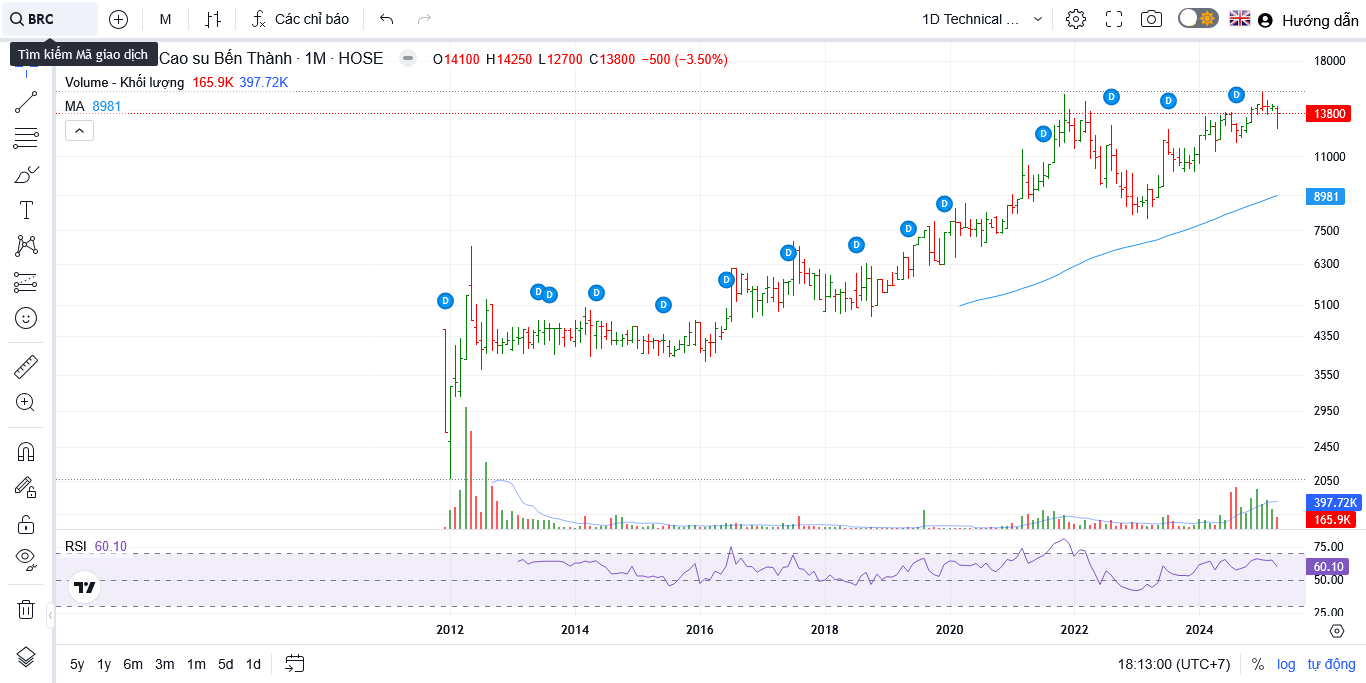 BRC
M
Các chỉ báo
1D Technical ...
Hướng dẫn
Tìm kiếm Mã giao dịch
Cao su Bến Thành · 1M · HOSE
O14100 H14250 L12700 C13800 −500 (−3.50%)
Volume - Khối lượng 165.9K 397.72K
MA 8981
18000
13800
11000
8981
7500
6300
5100
4350
3550
2950
2450
2050
397.72K
165.9K
D D D D D D D D D D D D D D
RSI 60.10
75.00
60.10
50.00
25.00
2012 2014 2016 2018 2020 2022 2024
5y 1y 6m 3m 1m 5d 1d
18:13:00 (UTC+7) % log tự động